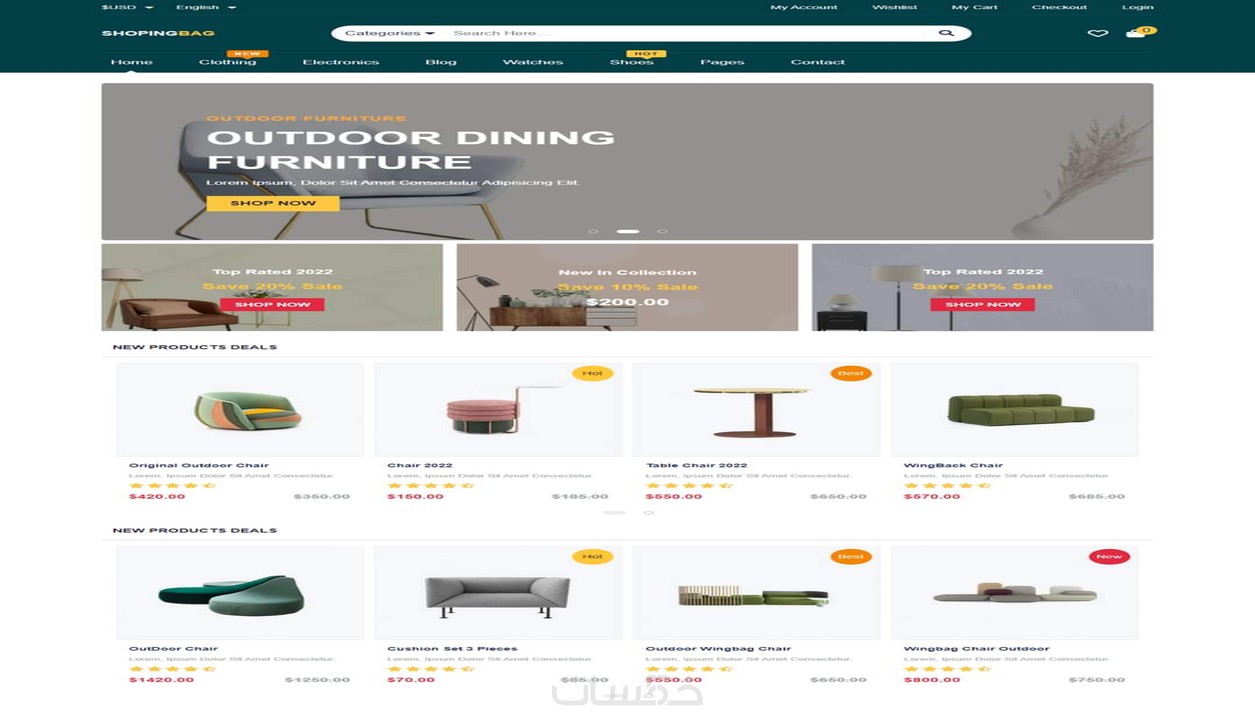 $USD English My Account Wishlist My Cart Checkout Login
SHOPINGBAG Categories Search Here.... 0
NEW HOT
Home Clothing Electronics Blog Watches Shoes Pages Contact
OUTDOOR FURNITURE
OUTDOOR DINING
FURNITURE
Lorem Ipsum, Dolor Sit Amet Consectetur Adipisicing Elit.
SHOP NOW
Top Rated 2022
Save 20% Sale
SHOP NOW
New In Collection
Save 10% Sale
$200.00
Top Rated 2022
Save 20% Sale
SHOP NOW
NEW PRODUCTS DEALS
Hot Best
Original Outdoor Chair Chair 2022 Table Chair 2022 WingBack Chair
Lorem, Ipsum Dolor Sit Amet Consectetur. Lorem, Ipsum Dolor Sit Amet Consectetur. Lorem, Ipsum Dolor Sit Amet Consectetur. Lorem, Ipsum Dolor Sit Amet Consectetur.
$420.00 $350.00 $150.00 $185.00 $550.00 $650.00 $570.00 $685.00
NEW PRODUCTS DEALS
Hot Best New
OutDoor Chair Cushion Set 3 Pieces Outdoor Wingbag Chair Wingbag Chair Outdoor
Lorem, Ipsum Dolor Sit Amet Consectetur. Lorem, Ipsum Dolor Sit Amet Consectetur. Lorem, Ipsum Dolor Sit Amet Consectetur. Lorem, Ipsum Dolor Sit Amet Consectetur.
$1420.00 $1250.00 $70.00 $85.00 $550.00 $650.00 $800.00 $750.00
خمسات